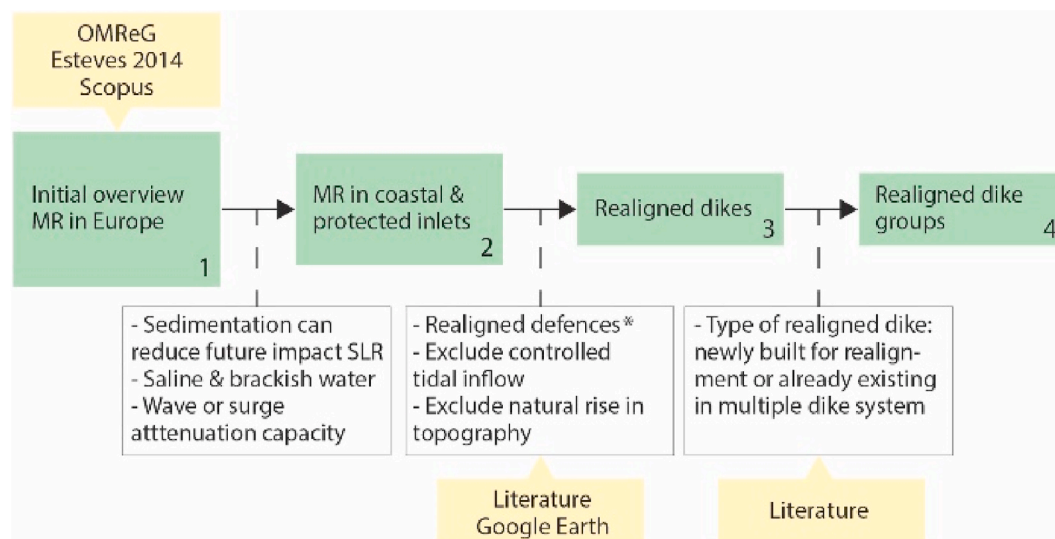 OMReG
Esteves 2014
Scopus
Initial overview
MR in Europe
1
MR in coastal &
protected inlets
2
Realigned dikes
3
Realigned dike
groups
4
- Sedimentation can
reduce future impact SLR
- Saline & brackish water
- Wave or surge
atttenuation capacity
- Realigned defences*
- Exclude controlled
tidal inflow
- Exclude natural rise in
topography
- Type of realigned dike:
newly built for realign-
ment or already existing
in multiple dike system
Literature
Google Earth
Literature